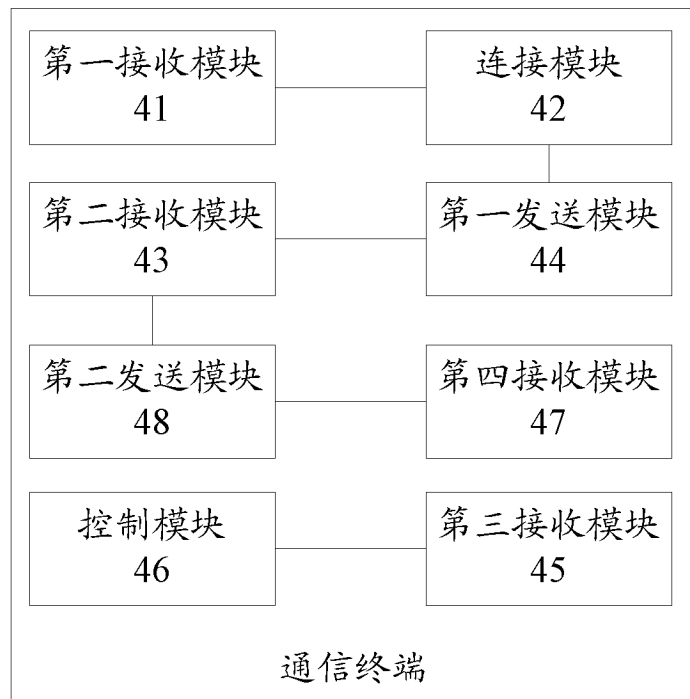 第一接收模块
41
连接模块
42
第二接收模块
43
第一发送模块
44
第二发送模块
48
第四接收模块
47
控制模块
46
第三接收模块
45
通信终端